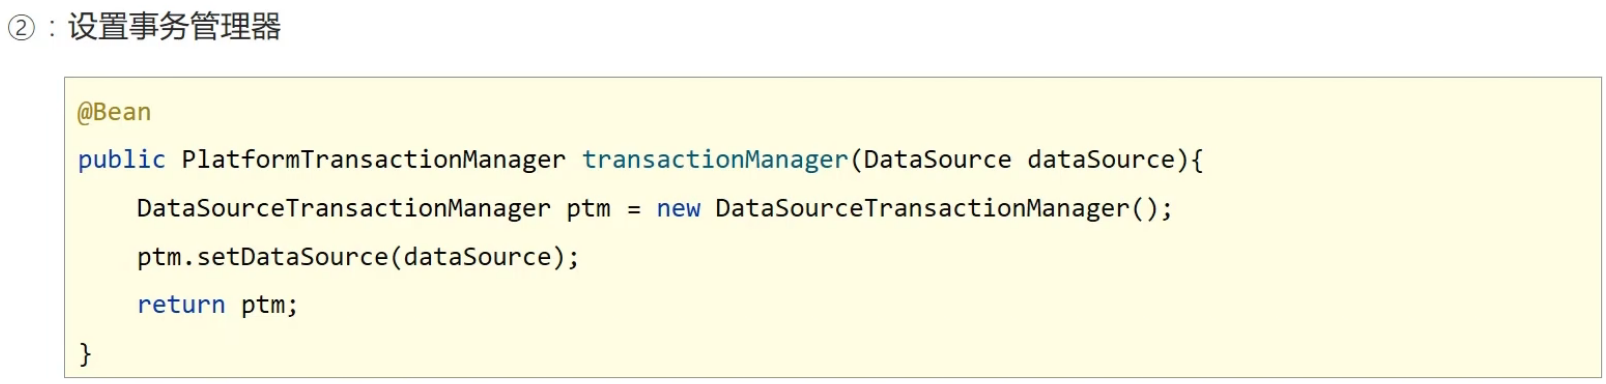 ②：设置事务管理器
@Bean
public PlatformTransactionManager transactionManager(DataSource dataSource){
    DataSourceTransactionManager ptm = new DataSourceTransactionManager();
    ptm.setDataSource(dataSource);
    return ptm;
}